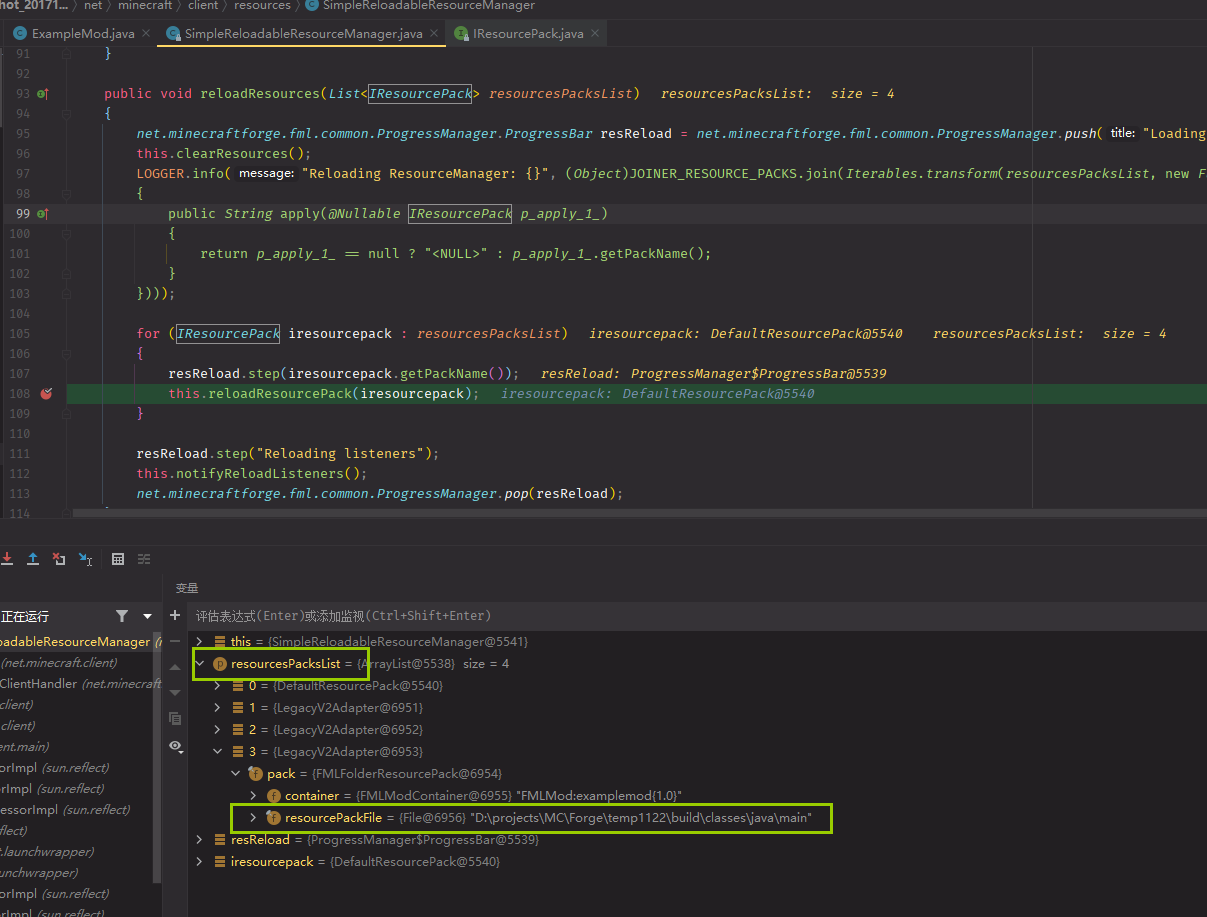 hot_20171... > net > minecraft > client > resources > SimpleReloadableResourceManager
ExampleMod.java × SimpleReloadableResourceManager.java × IResourcePack.java ×
91 }
92
93 public void reloadResources(List<IResourcePack> resourcesPacksList) resourcesPacksList: size = 4
94 {
95 net.minecraftforge.fml.common.ProgressManager.ProgressBar resReload = net.minecraftforge.fml.common.ProgressManager.push( title: "Loading
96 this.clearResources();
97 LOGGER.info( message: "Reloading ResourceManager: {}", (Object)JOINER_RESOURCE_PACKS.join(Iterables.transform(resourcesPacksList, new F
98 {
99 public String apply(@Nullable IResourcePack p_apply_1_)
100 {
101 return p_apply_1_ == null ? "<NULL>" : p_apply_1_.getPackName();
102 }
103 })));
104
105 for (IResourcePack iresourcepack : resourcesPacksList) iresourcepack: DefaultResourcePack@5540 resourcesPacksList: size = 4
106 {
107 resReload.step(iresourcepack.getPackName()); resReload: ProgressManager$ProgressBar@5539
108 this.reloadResourcePack(iresourcepack); iresourcepack: DefaultResourcePack@5540
109 }
110
111 resReload.step("Reloading listeners");
112 this.notifyReloadListeners();
113 net.minecraftforge.fml.common.ProgressManager.pop(resReload);
114
变量
正在运行
评估表达式(Enter)或添加监视(Ctrl+Shift+Enter)
oadableResourceManager
(net.minecraft.client)
ClientHandler (net.minecraft
client)
.client)
ent.main)
orImpl (sun.reflect)
orImpl (sun.reflect)
essorImpl (sun.reflect)
flect)
t.launchwrapper)
unchwrapper)
orImpl (sun.reflect)
orImpl (sun.reflect)
this = {SimpleReloadableResourceManager@5541}
resourcesPacksList = {ArrayList@5538} size = 4
0 = {DefaultResourcePack@5540}
1 = {LegacyV2Adapter@6951}
2 = {LegacyV2Adapter@6952}
3 = {LegacyV2Adapter@6953}
pack = {FMLFolderResourcePack@6954}
container = {FMLModContainer@6955} "FMLMod:examplemod{1.0}"
resourcePackFile = {File@6956} "D:\projects\MC\Forge\temp1122\build\classes\java\main"
resReload = {ProgressManager$ProgressBar@5539}
iresourcepack = {DefaultResourcePack@5540}